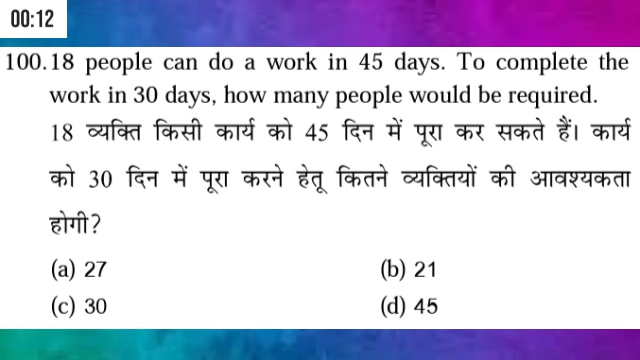 00:12
100. 18 people can do a work in 45 days. To complete the
work in 30 days, how many people would be required.
18 व्यक्ति किसी कार्य को 45 दिन में पूरा कर सकते हैं। कार्य
को 30 दिन में पूरा करने हेतू कितने व्यक्तियों की आवश्यकता
होगी?
(a) 27 (b) 21
(c) 30 (d) 45